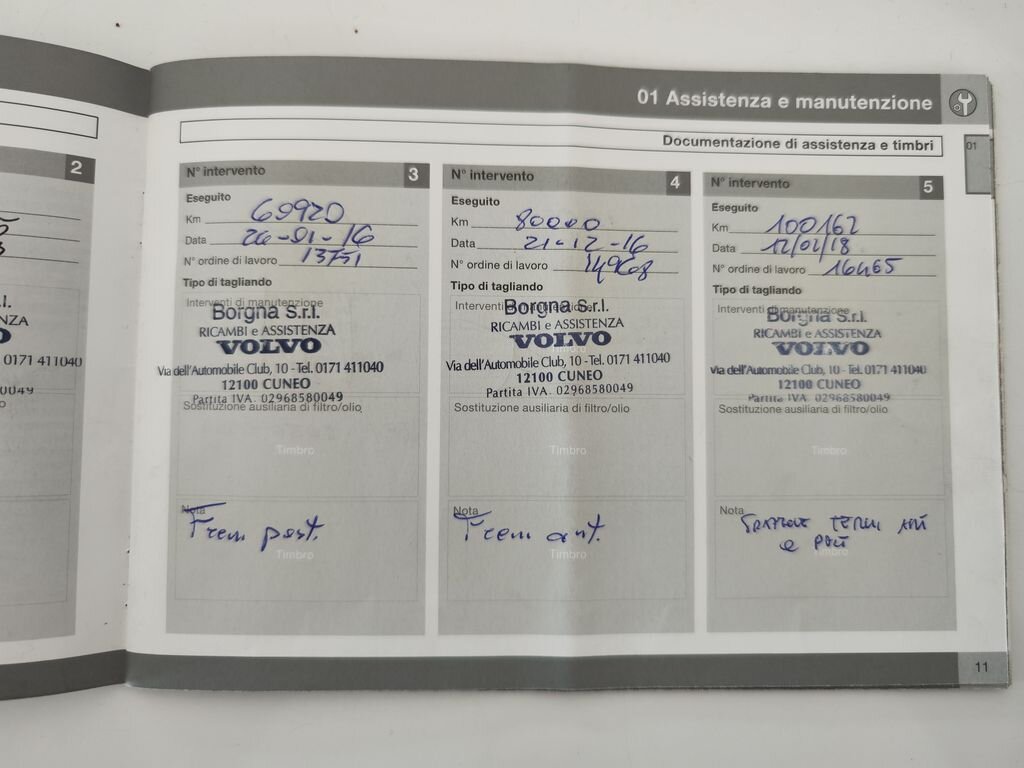 01 Assistenza e manutenzione
01
Documentazione di assistenza e timbri
2
0171 411040
N° intervento 3
Eseguito
Km 69920
Data 26-01-16
N° ordine di lavoro 13751
Tipo di tagliando
Interventi di manutenzione
Borgna S.r.l.
RICAMBI e ASSISTENZA
VOLVO
Via dell'Automobile Club, 10 - Tel. 0171 411040
12100 CUNEO
Partita IVA. 02968580049
Sostituzione ausiliaria di filtro/olio
Timbro
Nota
Freni post.
Timbro
N° intervento 4
Eseguito
Km 80000
Data 21-12-16
N° ordine di lavoro 14968
Tipo di tagliando
Interventi di manutenzione
Borgna S.r.l.
RICAMBI e ASSISTENZA
VOLVO
Timbro
Via dell'Automobile Club, 10 - Tel. 0171 411040
12100 CUNEO
Partita IVA. 02968580049
Sostituzione ausiliaria di filtro/olio
Timbro
Nota
Freni ant.
Timbro
N° intervento 5
Eseguito
Km 100162
Data 12/02/18
N° ordine di lavoro 16465
Tipo di tagliando
Interventi di manutenzione
Borgna S.r.l.
RICAMBI e ASSISTENZA
VOLVO
Via dell'Automobile Club, 10 - Tel. 0171 411040
12100 CUNEO
Partita IVA. 02968580049
Sostituzione ausiliaria di filtro/olio
Timbro
Nota
ANT
e POST
Timbro
11